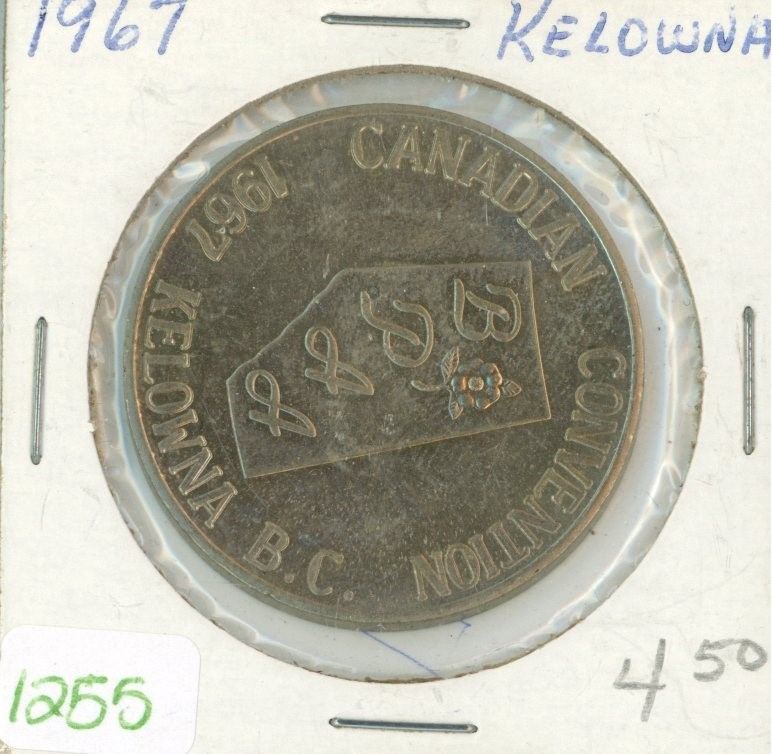 1967 KELOWNA
CANADIAN CONVENTION
1967 KELOWNA B.C.
B
P
1255
4 50